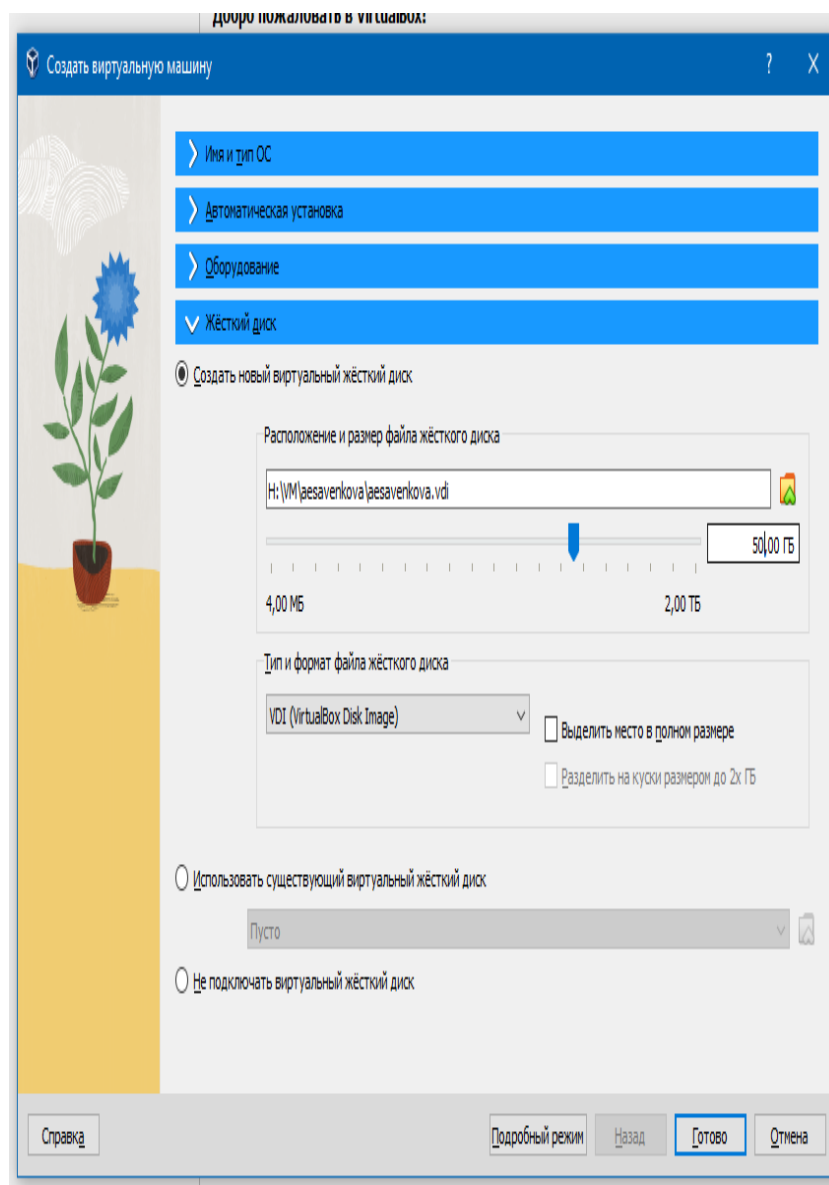 Добро пожаловать в VirtualBox!
Создать виртуальную машину
?
X
Имя и тип ОС
Автоматическая установка
Оборудование
Жёсткий диск
Создать новый виртуальный жёсткий диск
Расположение и размер файла жёсткого диска
H:\VM\aesavenkova\aesavenkova.vdi
50,00 ГБ
4,00 МБ
2,00 ТБ
Тип и формат файла жёсткого диска
VDI (VirtualBox Disk Image)
Выделить место в полном размере
Разделить на куски размером до 2х ГБ
Использовать существующий виртуальный жёсткий диск
Пусто
Не подключать виртуальный жёсткий диск
Справка
Подробный режим
Назад
Готово
Отмена